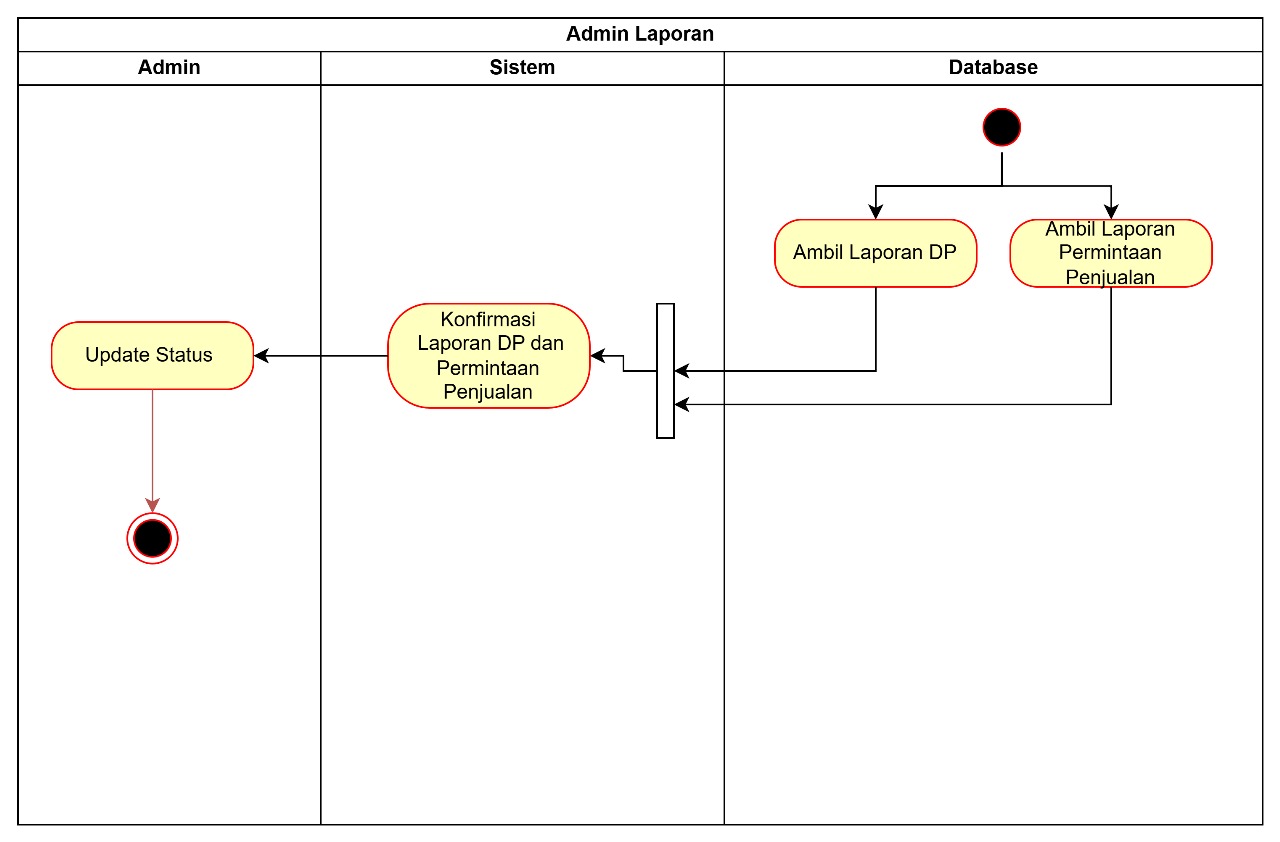 Admin Laporan
Admin
Sistem
Database
Ambil Laporan DP
Ambil Laporan
Permintaan
Penjualan
Konfirmasi
Laporan DP dan
Permintaan
Penjualan
Update Status